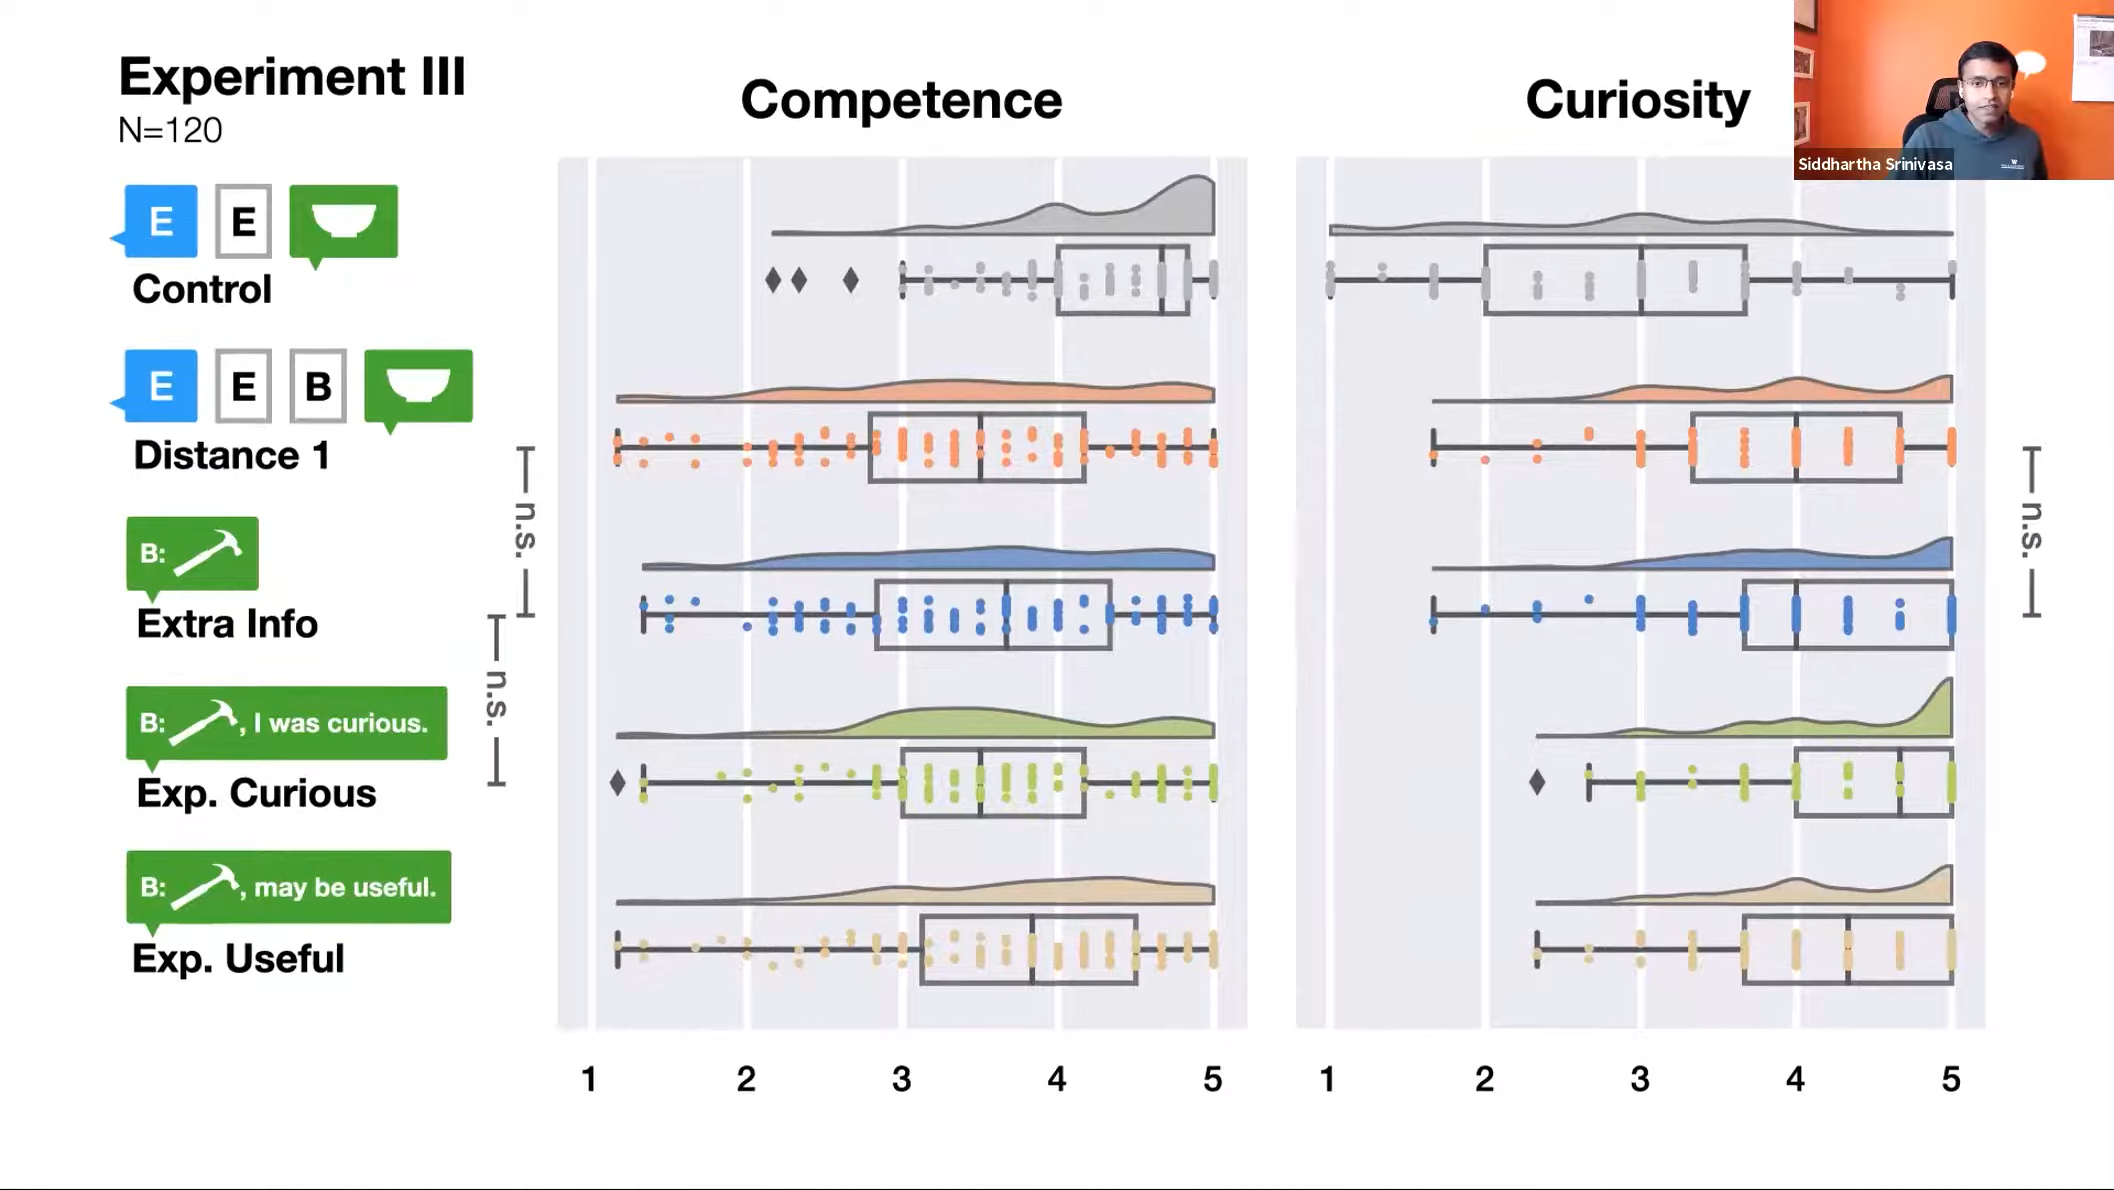 Experiment III
N=120
Competence
Curiosity
Siddhartha Srinivasa
E E
Control
E E B
Distance 1
n.s.
n.s.
B:
Extra Info
n.s.
B: , I was curious.
Exp. Curious
B: , may be useful.
Exp. Useful
1 2 3 4 5
1 2 3 4 5